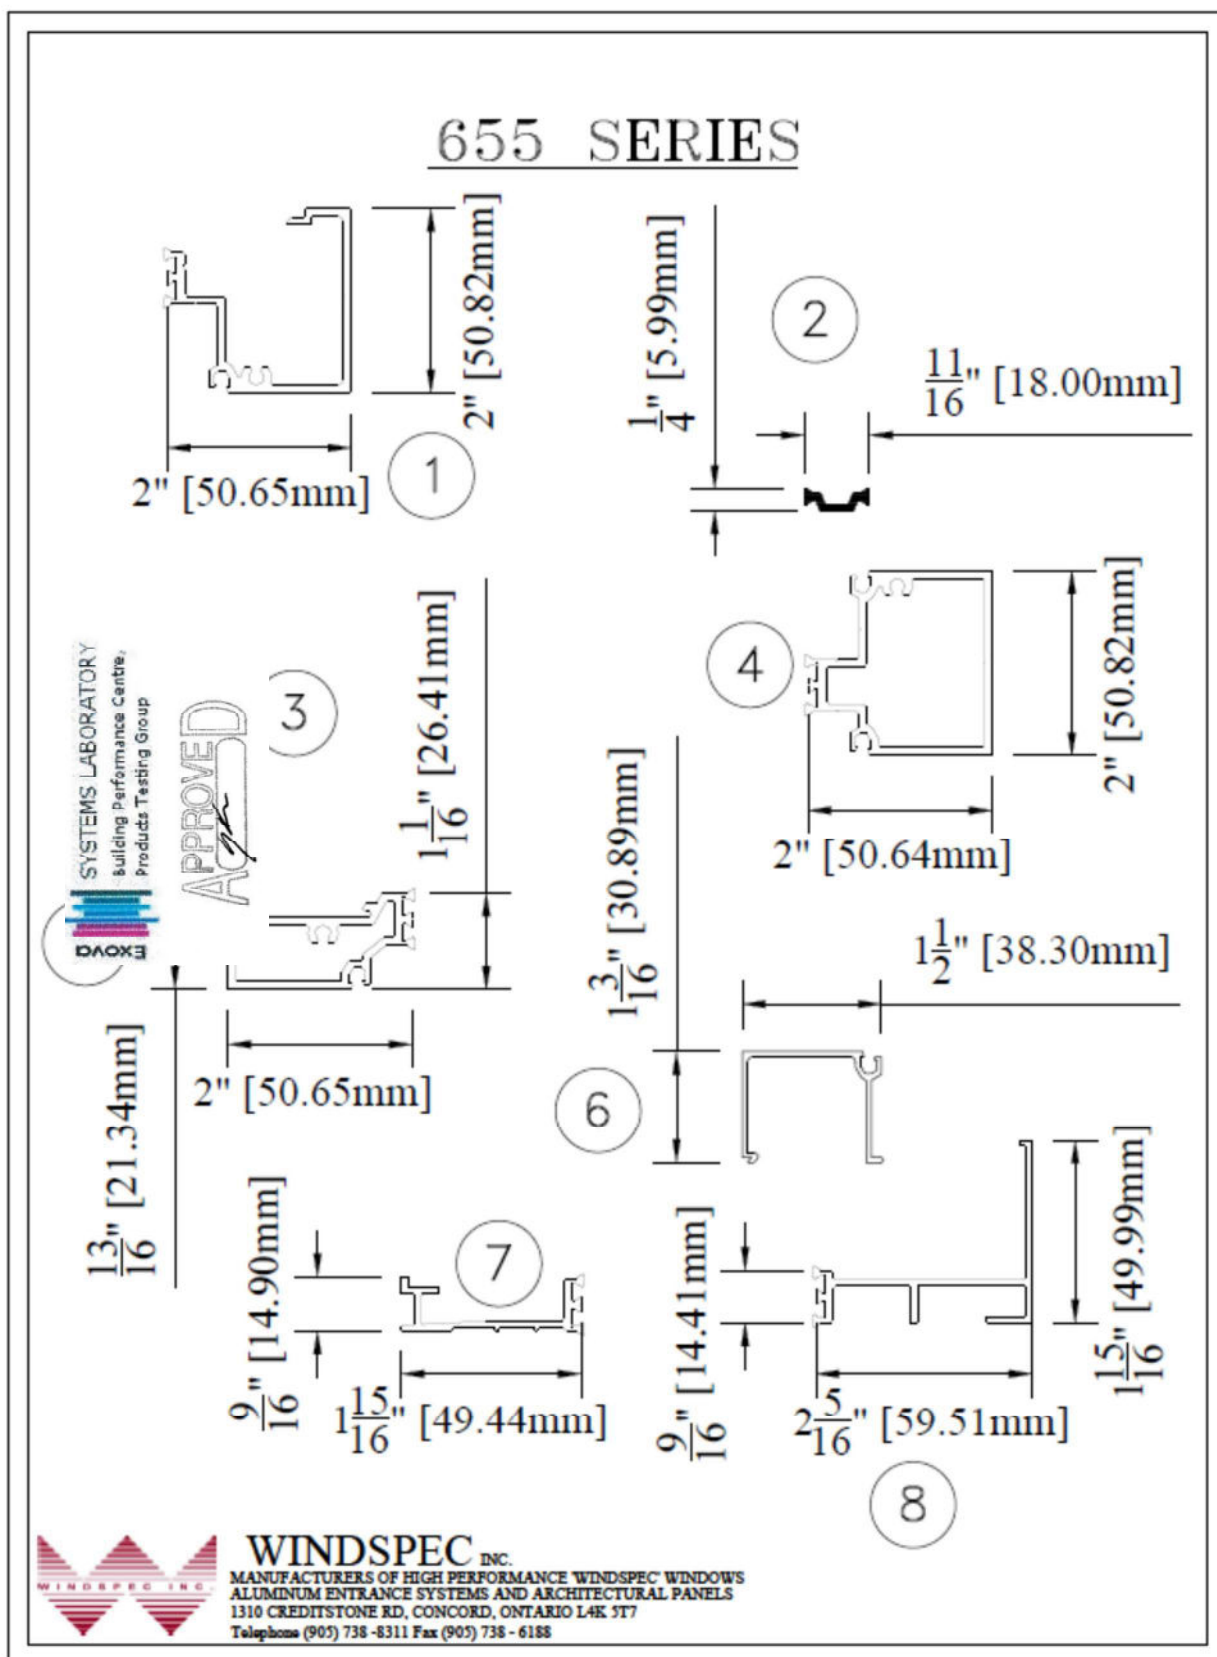 655 SERIES
2" [50.82mm]
2" [50.65mm]
1
1/4" [5.99mm]
2
11/16" [18.00mm]
SYSTEMS LABORATORY
Building Performance Centre,
Products Testing Group
exova
APPROVED
3
1 1/16" [26.41mm]
2" [50.65mm]
13/16" [21.34mm]
4
2" [50.82mm]
2" [50.64mm]
1 3/16" [30.89mm]
1 1/2" [38.30mm]
6
7
9/16" [14.90mm]
1 15/16" [49.44mm]
9/16" [14.41mm]
1 15/16" [49.99mm]
2 5/16" [59.51mm]
8
WINDSPEC INC.
WINDSPEC INC.
MANUFACTURERS OF HIGH PERFORMANCE 'WINDSPEC' WINDOWS
ALUMINUM ENTRANCE SYSTEMS AND ARCHITECTURAL PANELS
1310 CREDITSTONE RD, CONCORD, ONTARIO L4K 5T7
Telephone (905) 738 -8311 Fax (905) 738 - 6188